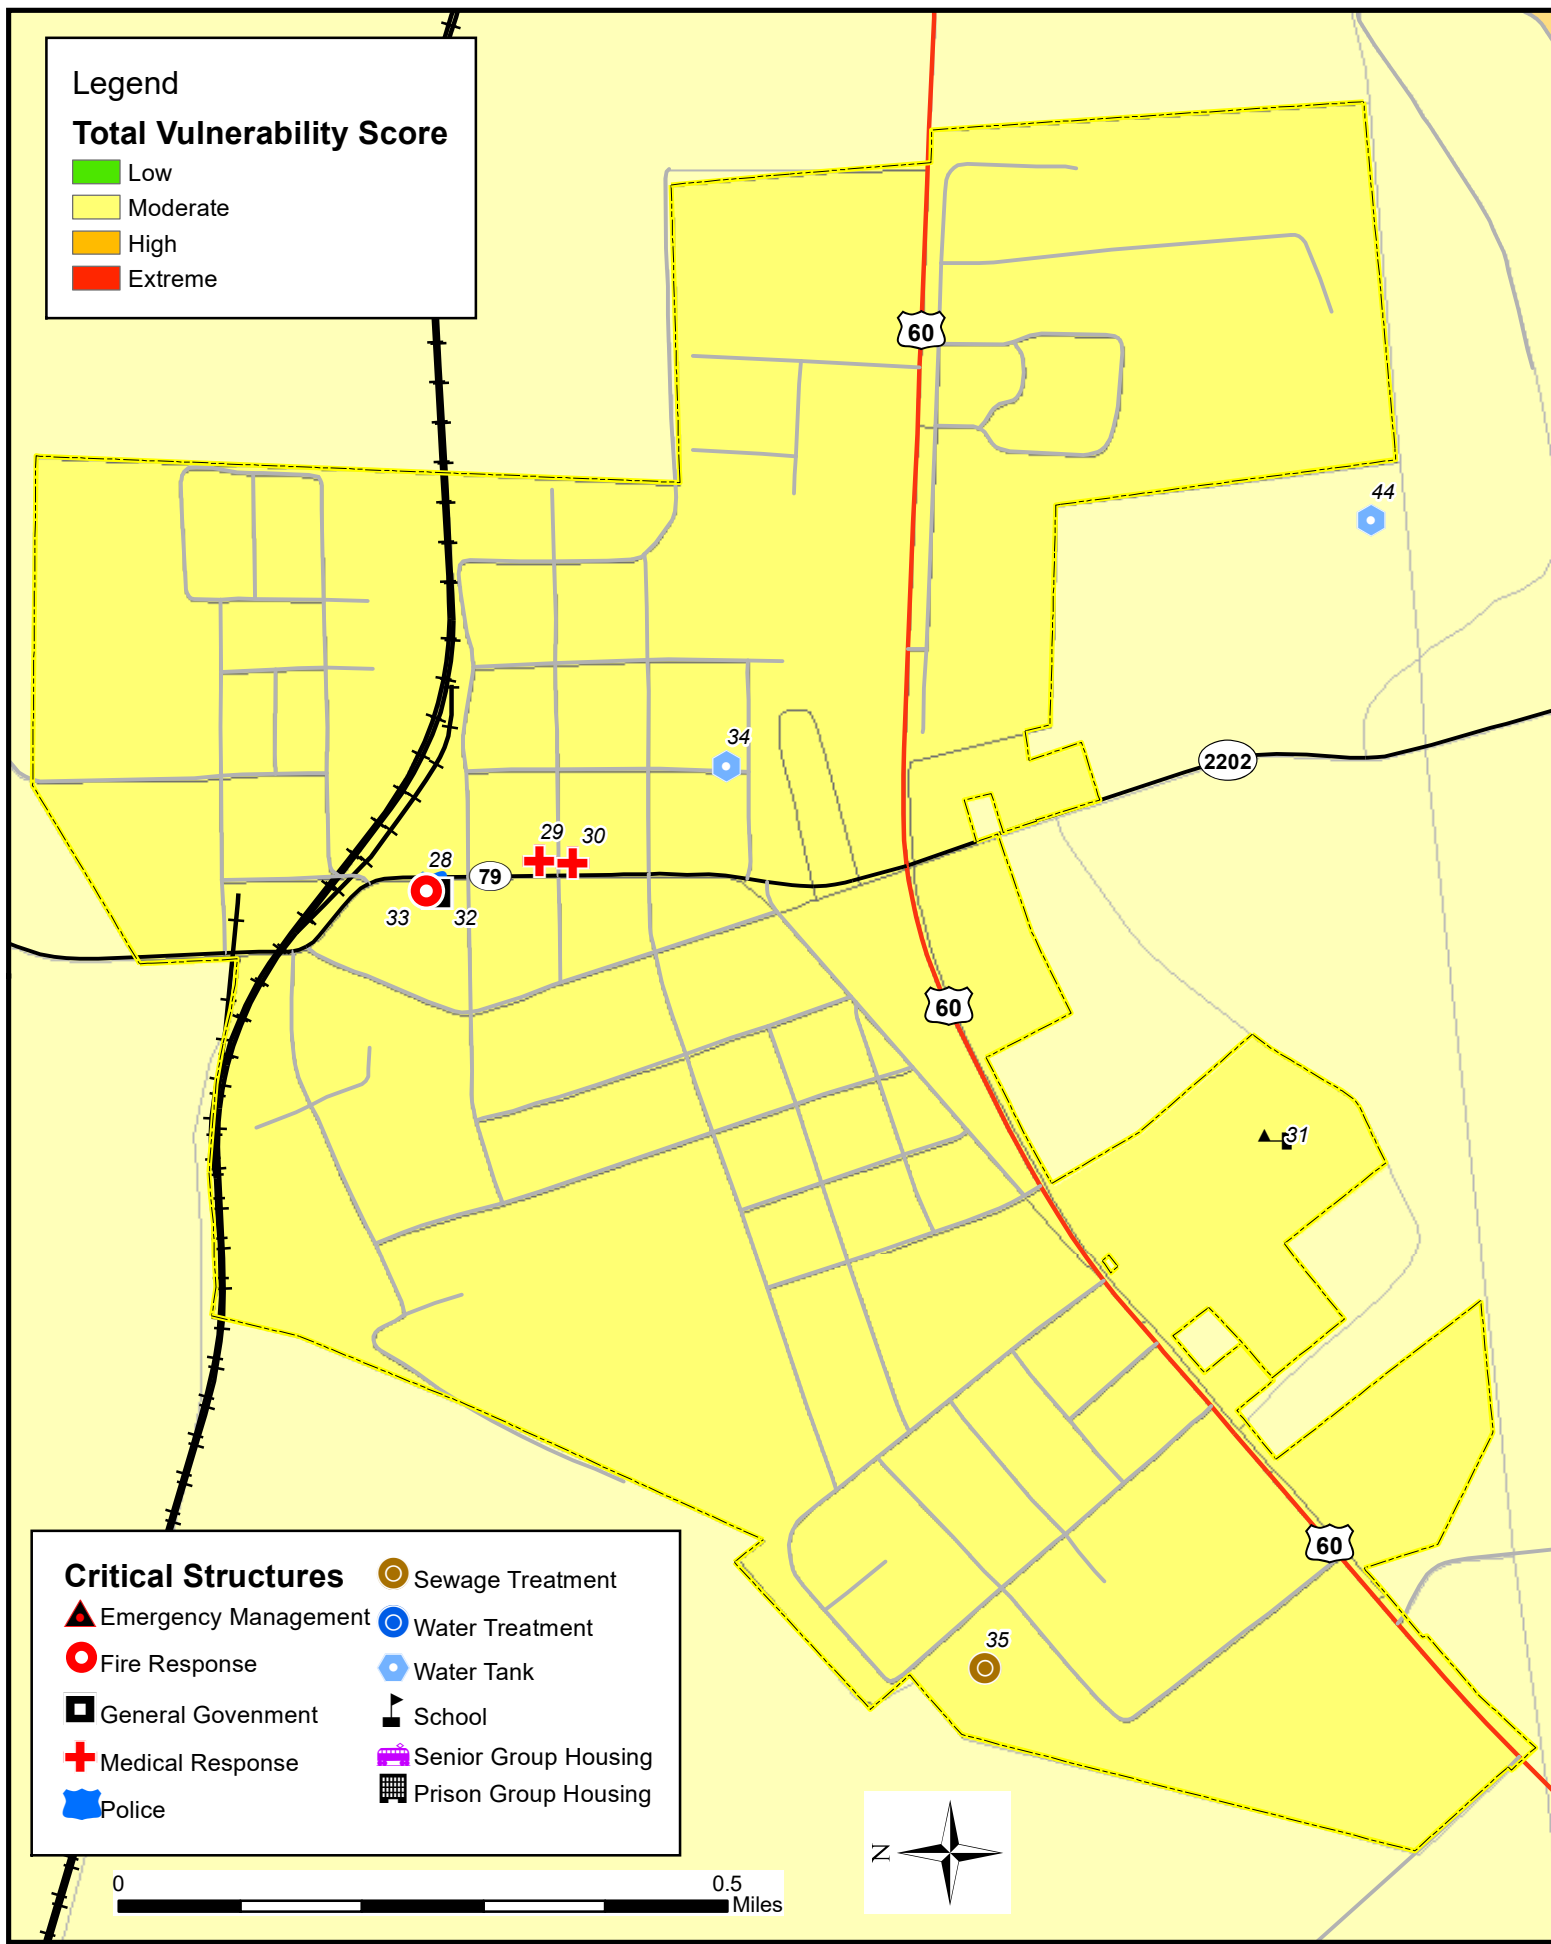 Legend
Total Vulnerability Score
Low
Moderate
High
Extreme
60
44
34
2202
29
30
28
79
33
32
60
31
60
35
Critical Structures
Emergency Management
Fire Response
General Govenment
Medical Response
Police
Sewage Treatment
Water Treatment
Water Tank
School
Senior Group Housing
Prison Group Housing
N
0
0.5
Miles